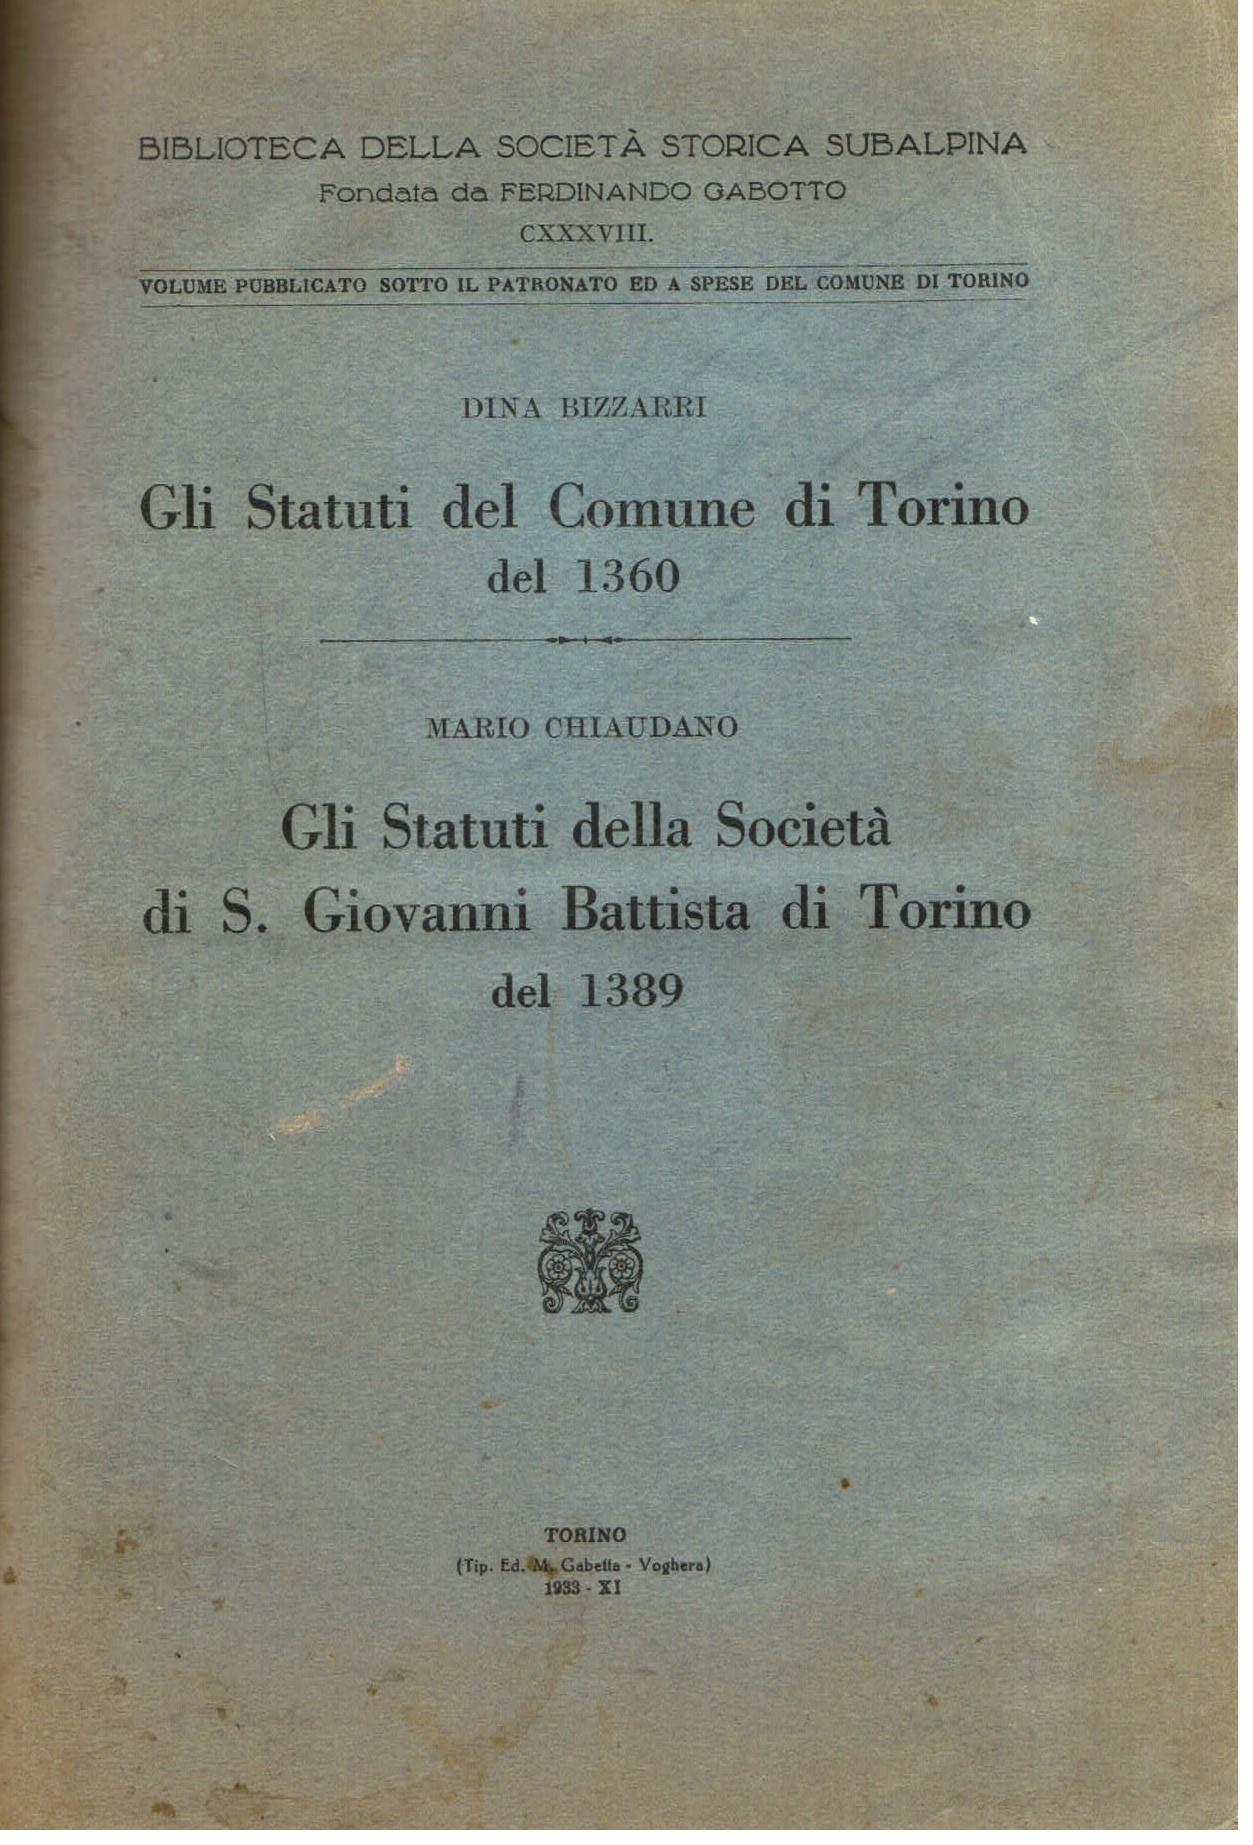 BIBLIOTECA DELLA SOCIETÀ STORICA SUBALPINA
Fondata da FERDINANDO GABOTTO
CXXXVIII.
VOLUME PUBBLICATO SOTTO IL PATRONATO ED A SPESE DEL COMUNE DI TORINO
DINA BIZZARRI
Gli Statuti del Comune di Torino
del 1360
MARIO CHIAUDANO
Gli Statuti della Società
di S. Giovanni Battista di Torino
del 1389
TORINO
(Tip. Ed. M. Gabetta - Voghera)
1933 - XI